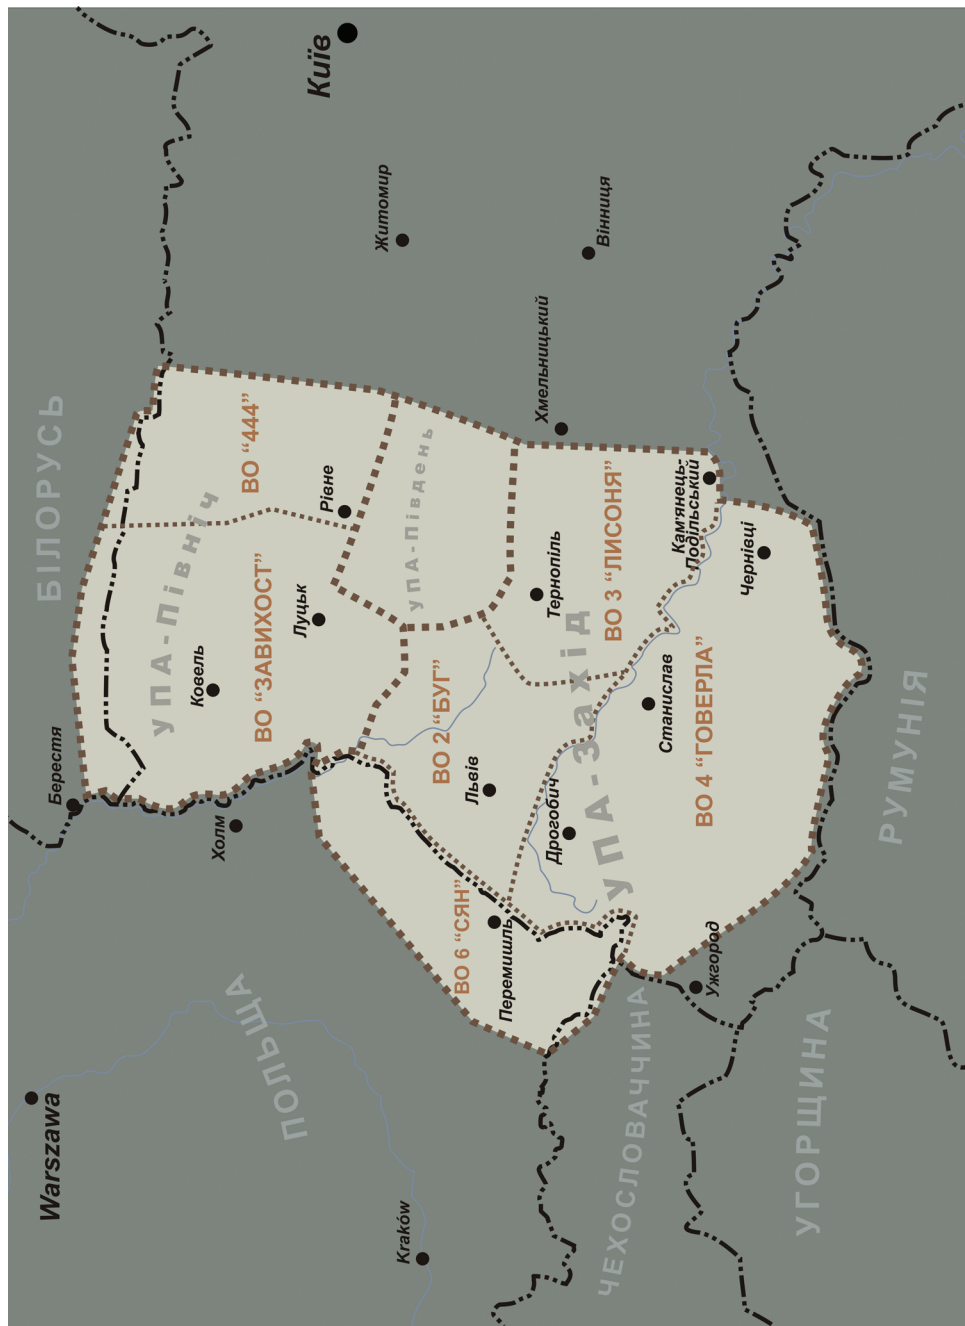 БІЛОРУСЬ
Київ
Житомир
Вінниця
Хмельницький
Берестя
Холм
Ковель
Луцьк
Рівне
УПА-Північ
ВО “444”
ВО “ЗАВИХОСТ”
УПА-Південь
ВО 2 “БУГ”
Львів
Тернопіль
ВО 3 “ЛИСОНЯ”
Кам'янець-
Подільський
Чернівці
УПА-Захід
Дрогобич
Станислав
ВО 4 “ГОВЕРЛА”
ВО 6 “СЯН”
Перемишль
Ужгород
Warszawa
Kraków
ПОЛЬЩА
ЧЕХОСЛОВАЧЧИНА
УГОРЩИНА
РУМУНІЯ